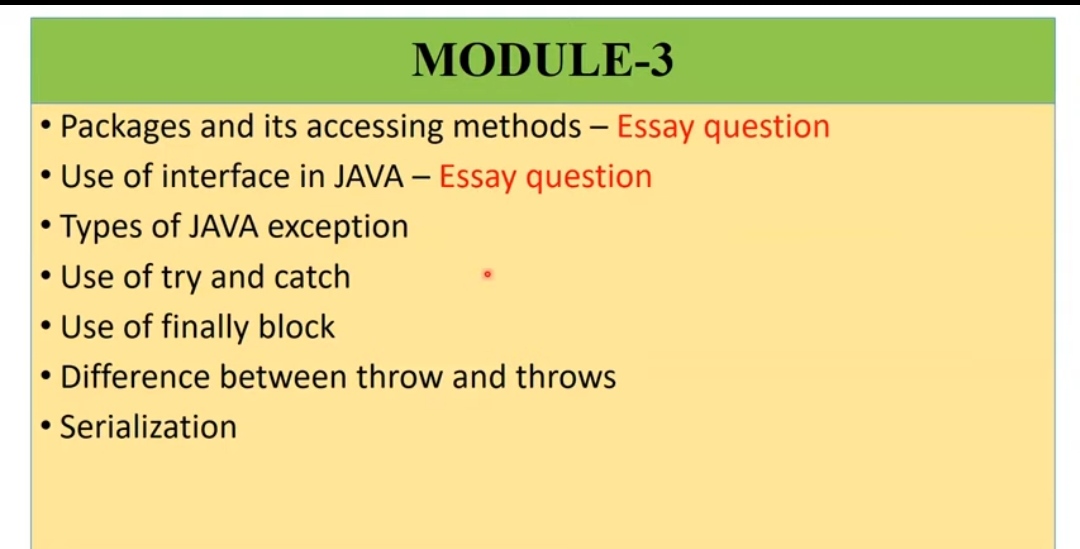 MODULE-3
• Packages and its accessing methods – Essay question
• Use of interface in JAVA – Essay question
• Types of JAVA exception
• Use of try and catch
• Use of finally block
• Difference between throw and throws
• Serialization